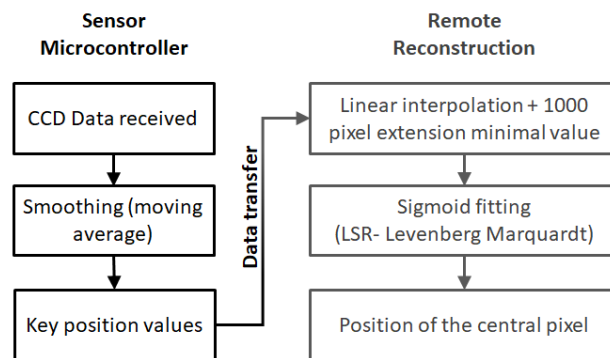 Sensor
Microcontroller
CCD Data received
Smoothing (moving
average)
Key position values
Data transfer
Remote
Reconstruction
Linear interpolation + 1000
pixel extension minimal value
Sigmoid fitting
(LSR- Levenberg Marquardt)
Position of the central pixel